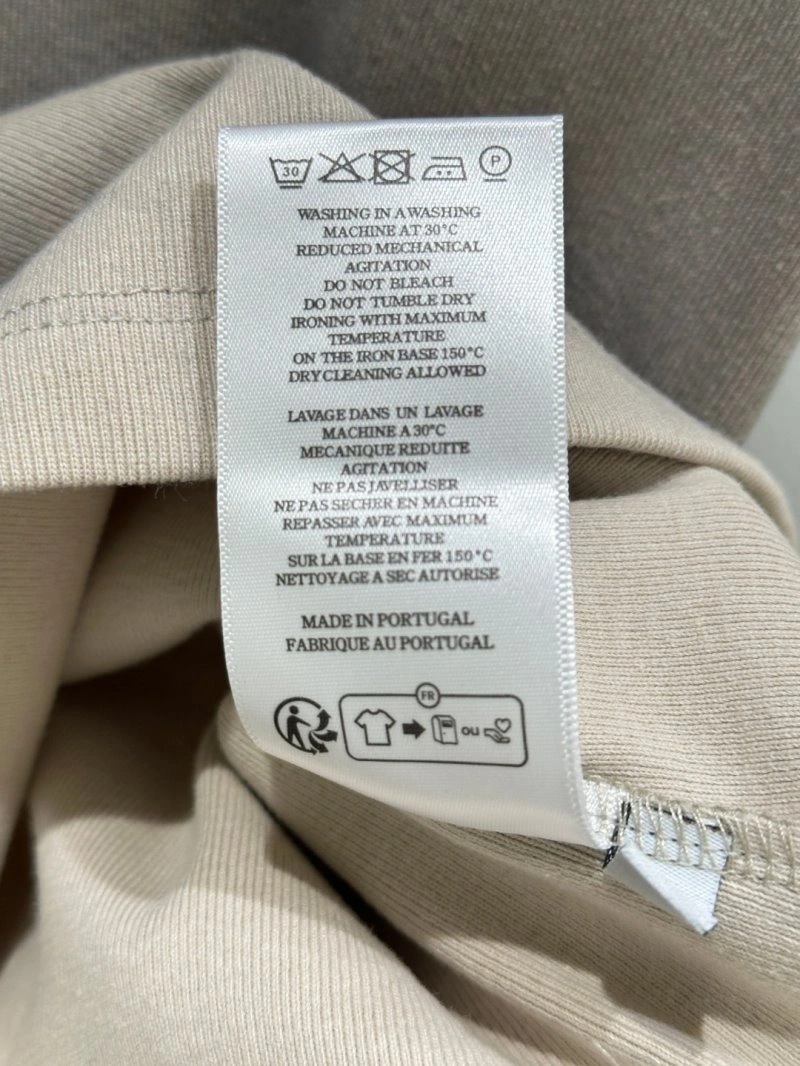 30
P
WASHING IN A WASHING
MACHINE AT 30°C
REDUCED MECHANICAL
AGITATION
DO NOT BLEACH
DO NOT TUMBLE DRY
IRONING WITH MAXIMUM
TEMPERATURE
ON THE IRON BASE 150°C
DRY CLEANING ALLOWED
LAVAGE DANS UN LAVAGE
MACHINE A 30°C
MECANIQUE REDUITE
AGITATION
NE PAS JAVELLISER
NE PAS SECHER EN MACHINE
REPASSER AVEC MAXIMUM
TEMPERATURE
SUR LA BASE EN FER 150°C
NETTOYAGE A SEC AUTORISE
MADE IN PORTUGAL
FABRIQUE AU PORTUGAL
FR
ou